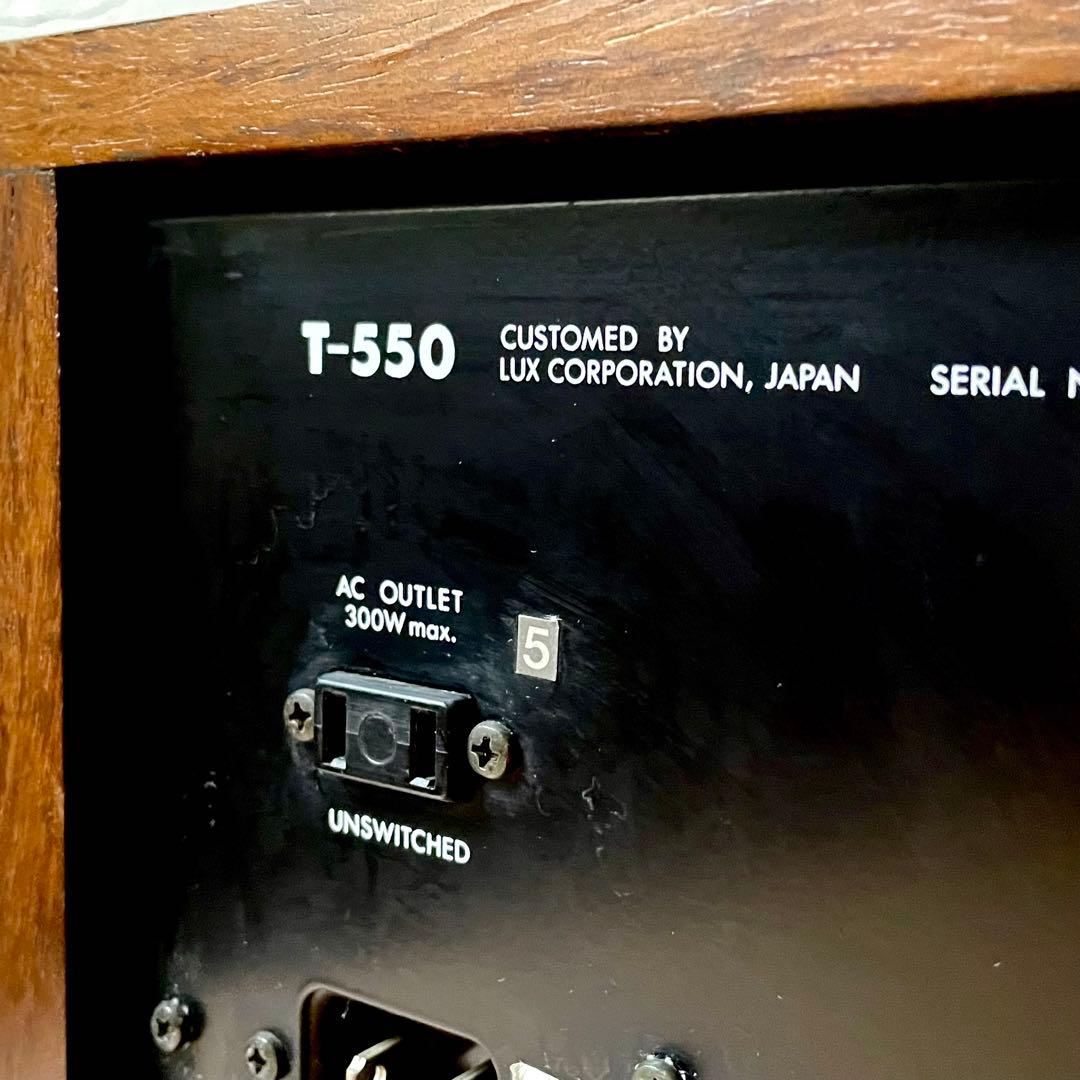 T-550
CUSTOMED BY
LUX CORPORATION, JAPAN
SERIAL
AC OUTLET
300W max.
5
UNSWITCHED